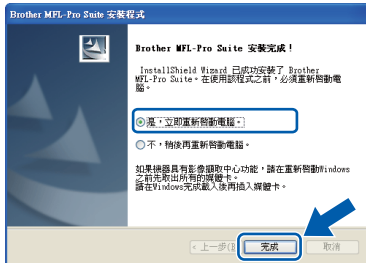 Brother MFL-Pro Suite 安裝程式
Brother MFL-Pro Suite 安裝完成！
InstallShield Wizard 已成功安裝了 Brother
MFL-Pro Suite。在使用該程式之前，必須重新啟動電
腦。
是，立即重新啟動電腦。
不，稍後再重新啟動電腦。
如果機器具有影像擷取中心功能，請在重新啟動Windows
之前先取出所有的媒體卡。
請在Windows完成載入後再插入媒體卡。
< 上一步(B
完成
取消